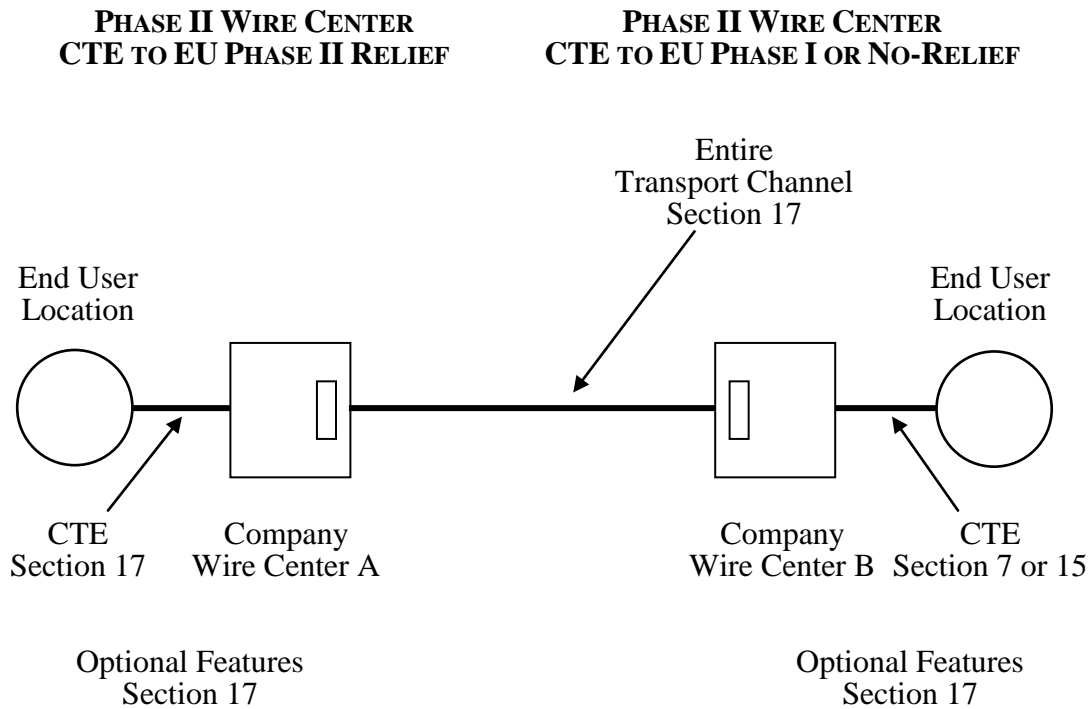 PHASE II WIRE CENTER
CTE TO EU PHASE II RELIEF
PHASE II WIRE CENTER
CTE TO EU PHASE I OR NO-RELIEF
Entire
Transport Channel
Section 17
End User
Location
End User
Location
CTE
Section 17
Company
Wire Center A
Company
Wire Center B
CTE
Section 7 or 15
Optional Features
Section 17
Optional Features
Section 17